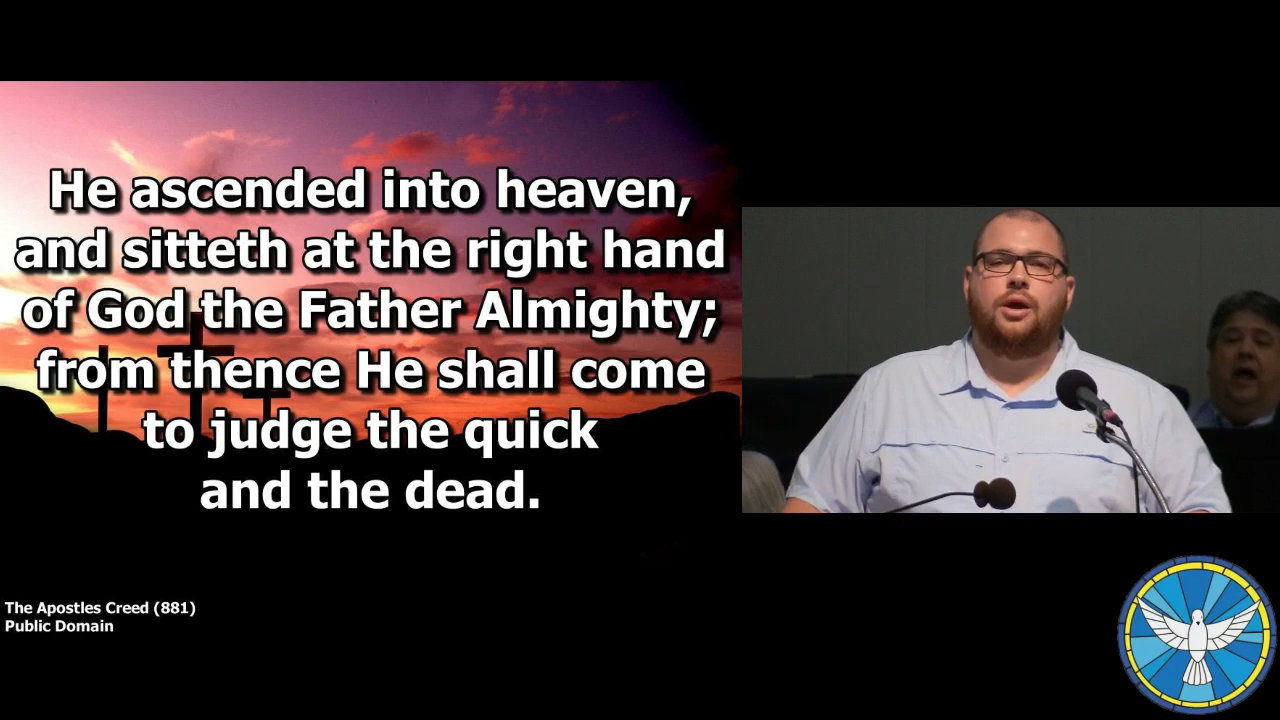 He ascended into heaven,
and sitteth at the right hand
of God the Father Almighty;
from thence He shall come
to judge the quick
and the dead.
The Apostles Creed (881)
Public Domain